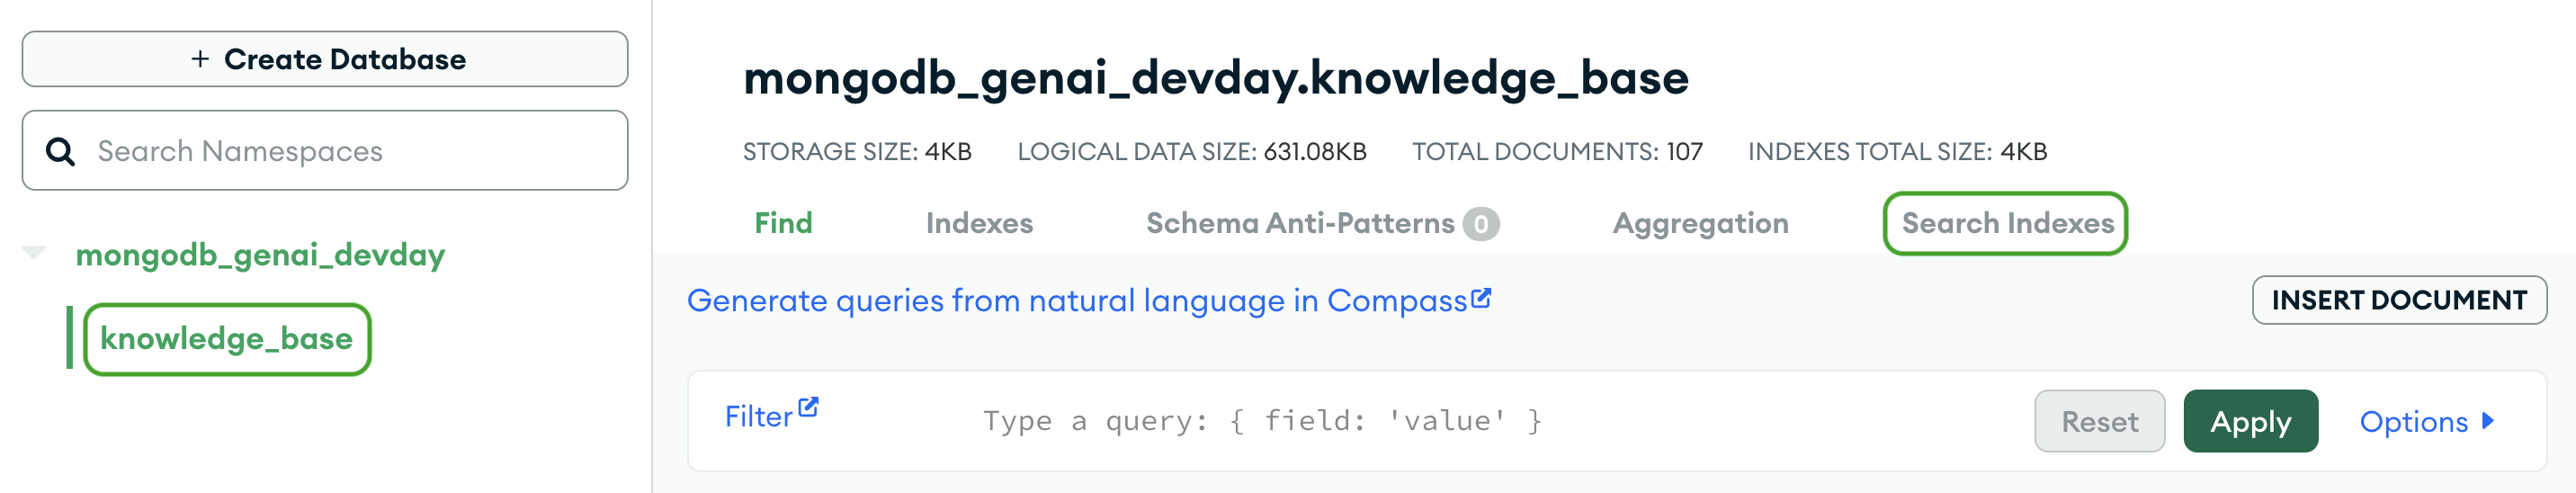 + Create Database
Search Namespaces
mongodb_genai_devday
knowledge_base
mongodb_genai_devday.knowledge_base
STORAGE SIZE: 4KB LOGICAL DATA SIZE: 631.08KB TOTAL DOCUMENTS: 107 INDEXES TOTAL SIZE: 4KB
Find Indexes Schema Anti-Patterns 0 Aggregation Search Indexes
Generate queries from natural language in Compass
INSERT DOCUMENT
Filter Type a query: { field: 'value' } Reset Apply Options